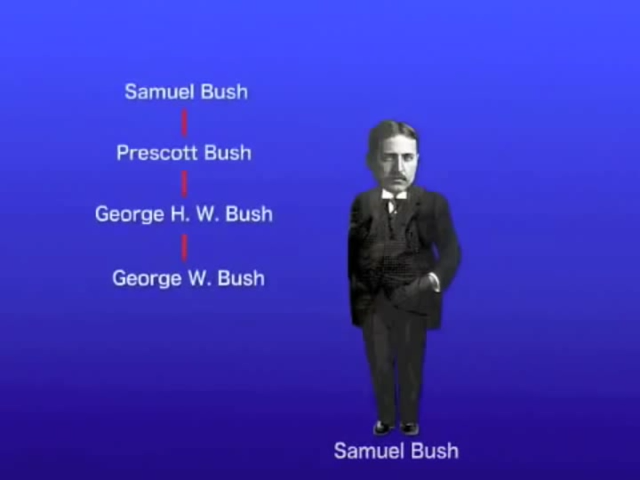 Samuel Bush
Prescott Bush
George H. W. Bush
George W. Bush
Samuel Bush